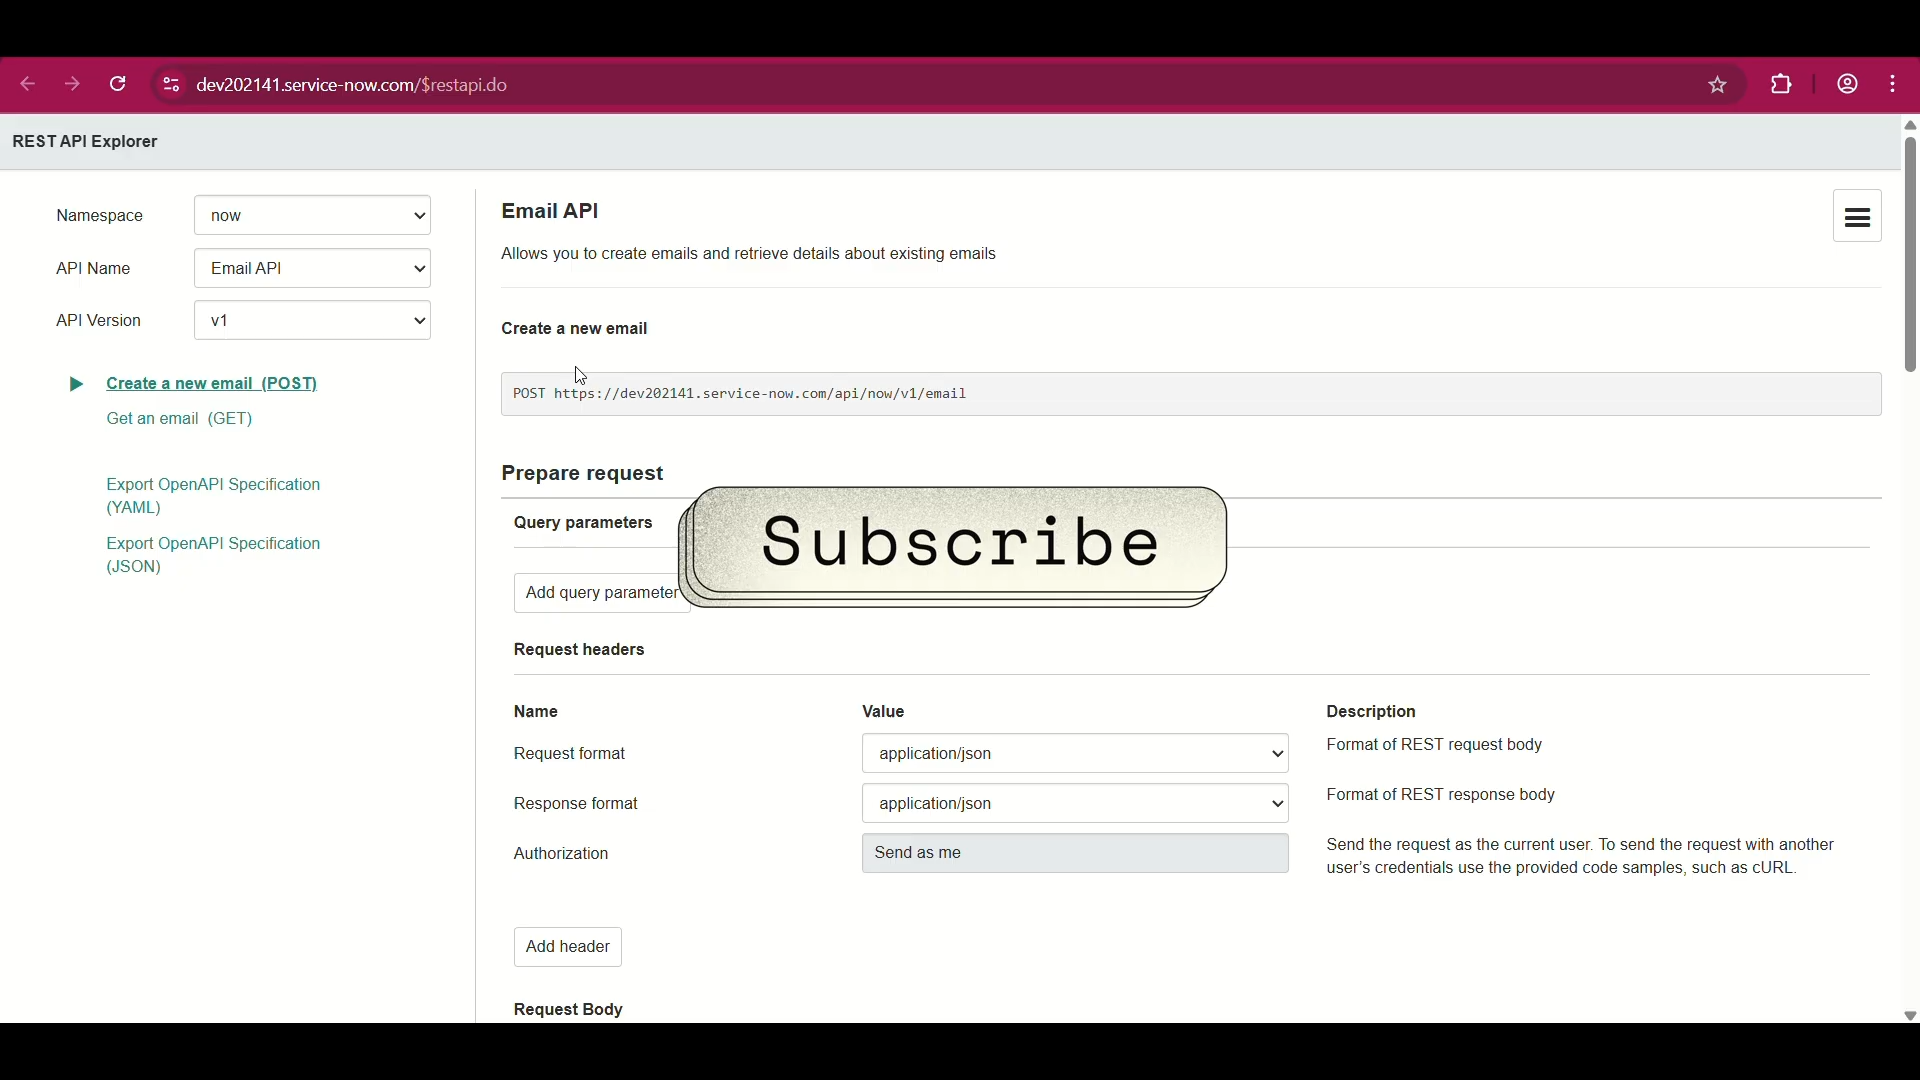 dev202141.service-now.com/$restapi.do
REST API Explorer
Namespace
now
API Name
Email API
API Version
v1
Create a new email (POST)
Get an email (GET)
Export OpenAPI Specification
(YAML)
Export OpenAPI Specification
(JSON)
Email API
Allows you to create emails and retrieve details about existing emails
Create a new email
POST https://dev202141.service-now.com/api/now/v1/email
Prepare request
Query parameters
Subscribe
Add query parameter
Request headers
Name Value Description
Request format application/json Format of REST request body
Response format application/json Format of REST response body
Authorization Send as me Send the request as the current user. To send the request with another
user's credentials use the provided code samples, such as cURL.
Add header
Request Body